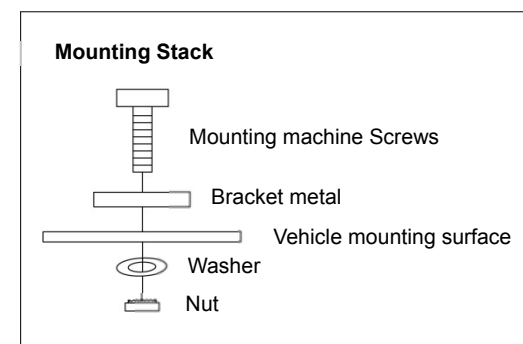 Mounting Stack
Mounting machine Screws
Bracket metal
Vehicle mounting surface
Washer
Nut